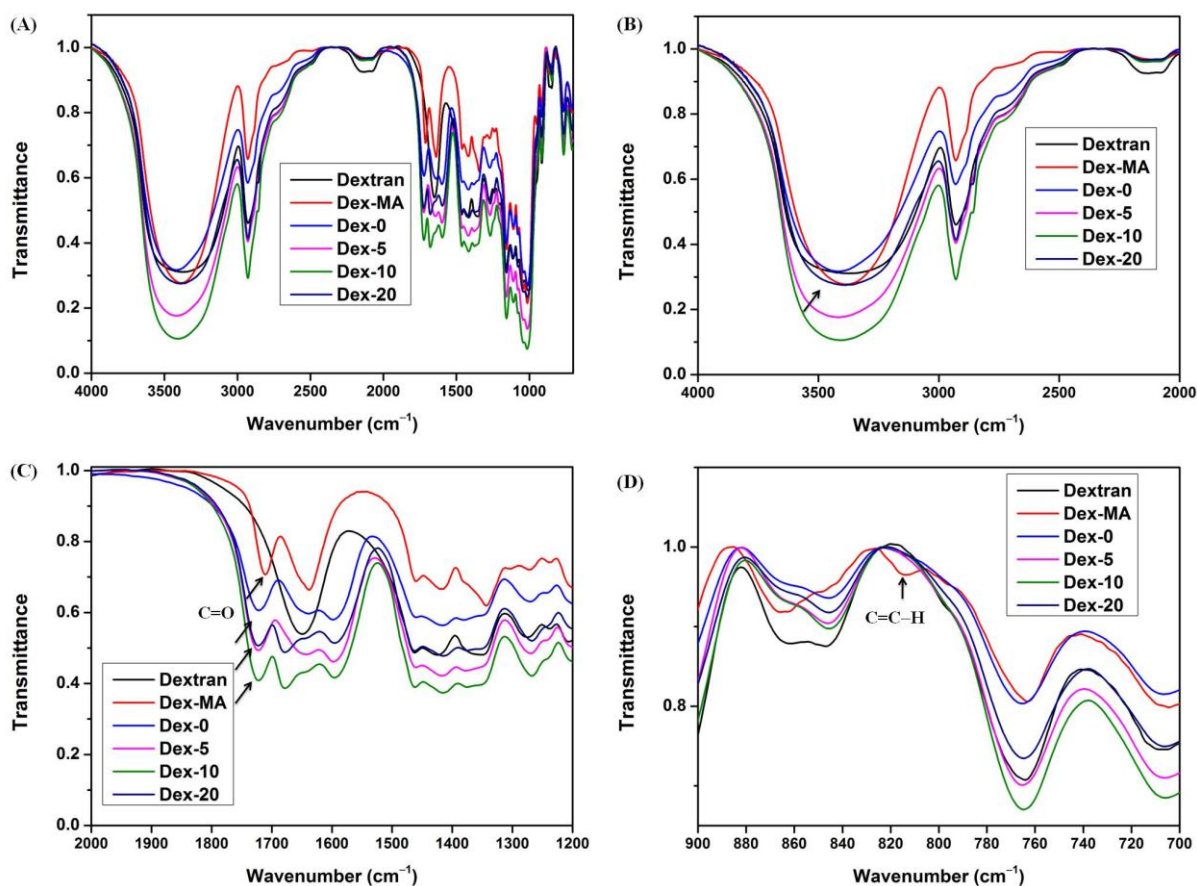 (A)
1.0
0.8
0.6
0.4
0.2
0.0
Transmittance
Dextran
Dex-MA
Dex-0
Dex-5
Dex-10
Dex-20
4000 3500 3000 2500 2000 1500 1000
Wavenumber (cm⁻¹)
(B)
1.0
0.8
0.6
0.4
0.2
0.0
Transmittance
Dextran
Dex-MA
Dex-0
Dex-5
Dex-10
Dex-20
4000 3500 3000 2500 2000
Wavenumber (cm⁻¹)
(C)
1.0
0.8
0.6
0.4
0.2
0.0
Transmittance
C=O
Dextran
Dex-MA
Dex-0
Dex-5
Dex-10
Dex-20
2000 1900 1800 1700 1600 1500 1400 1300 1200
Wavenumber (cm⁻¹)
(D)
1.0
0.8
Transmittance
Dextran
Dex-MA
Dex-0
Dex-5
Dex-10
Dex-20
C=C–H
900 880 860 840 820 800 780 760 740 720 700
Wavenumber (cm⁻¹)